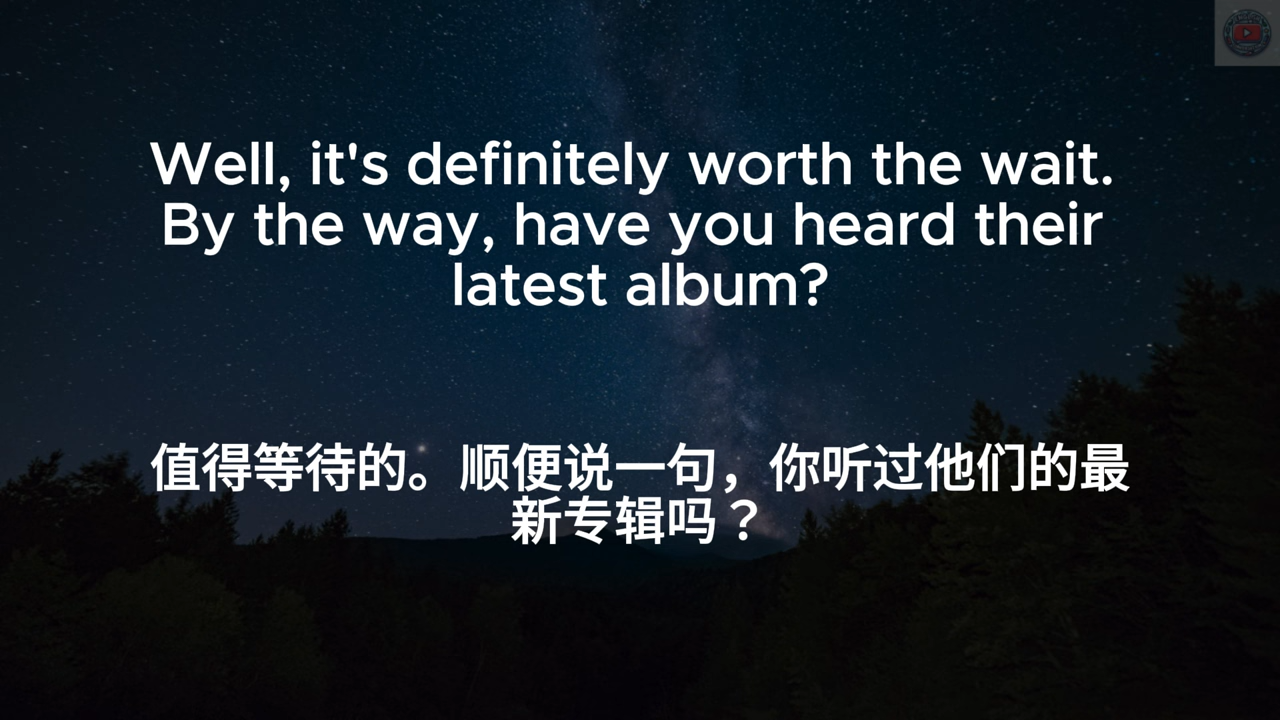 Well, it's definitely worth the wait.
By the way, have you heard their
latest album?
值得等待的。顺便说一句，你听过他们的最
新专辑吗？